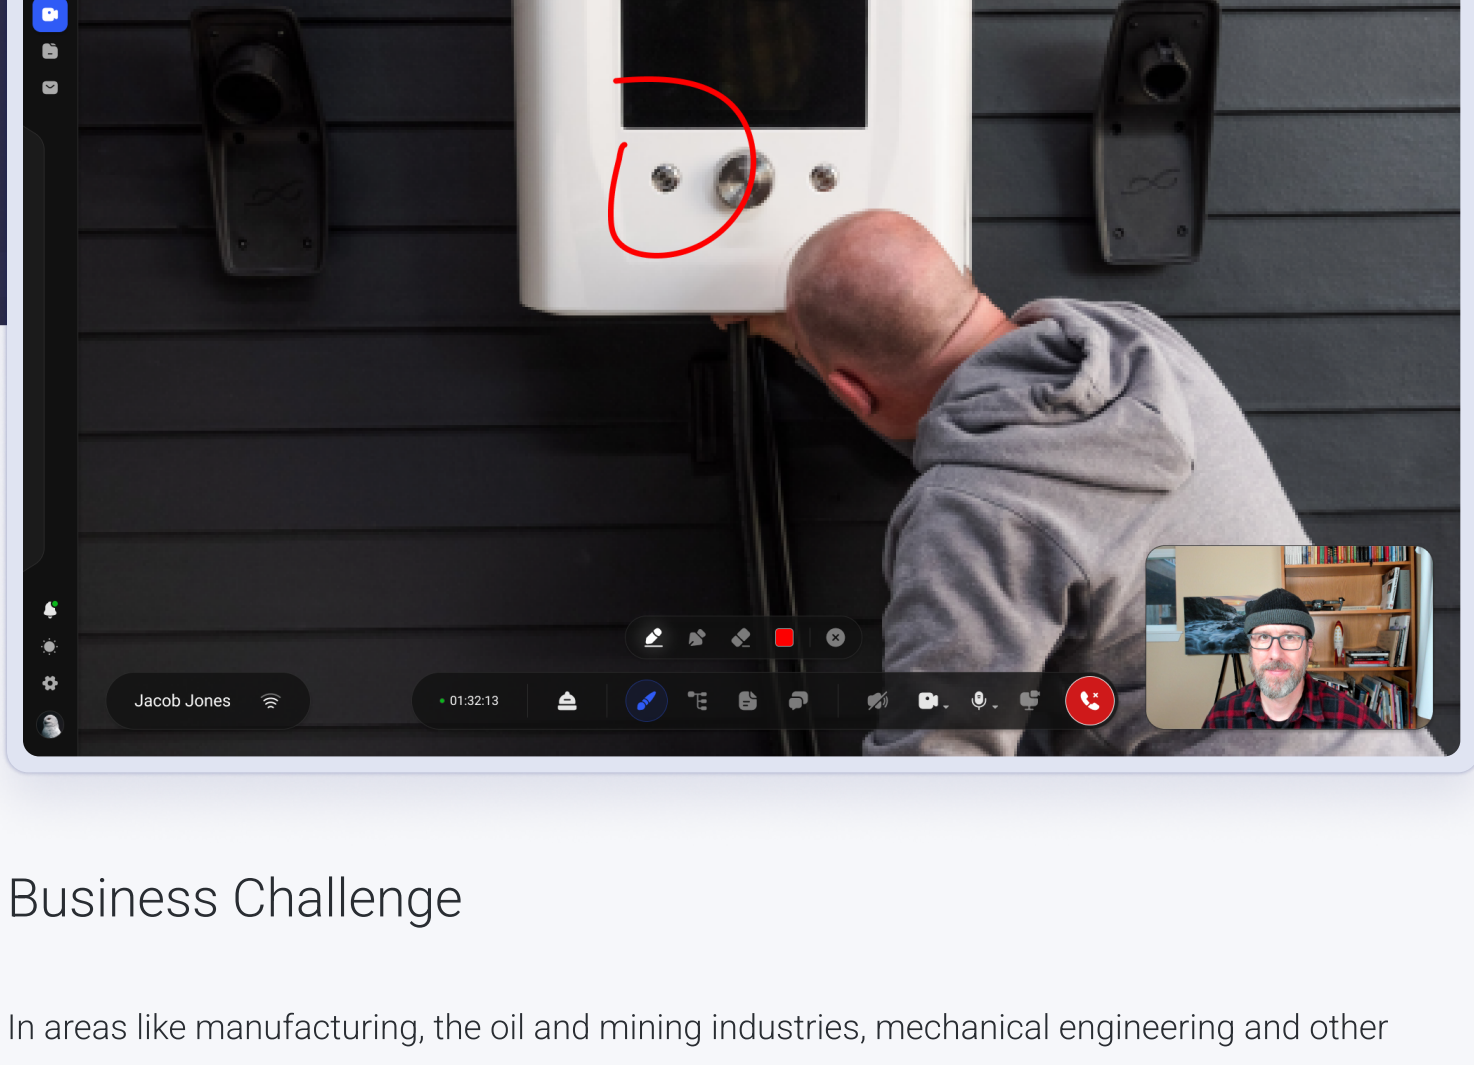 Jacob Jones
01:32:13
Business Challenge
In areas like manufacturing, the oil and mining industries, mechanical engineering and other